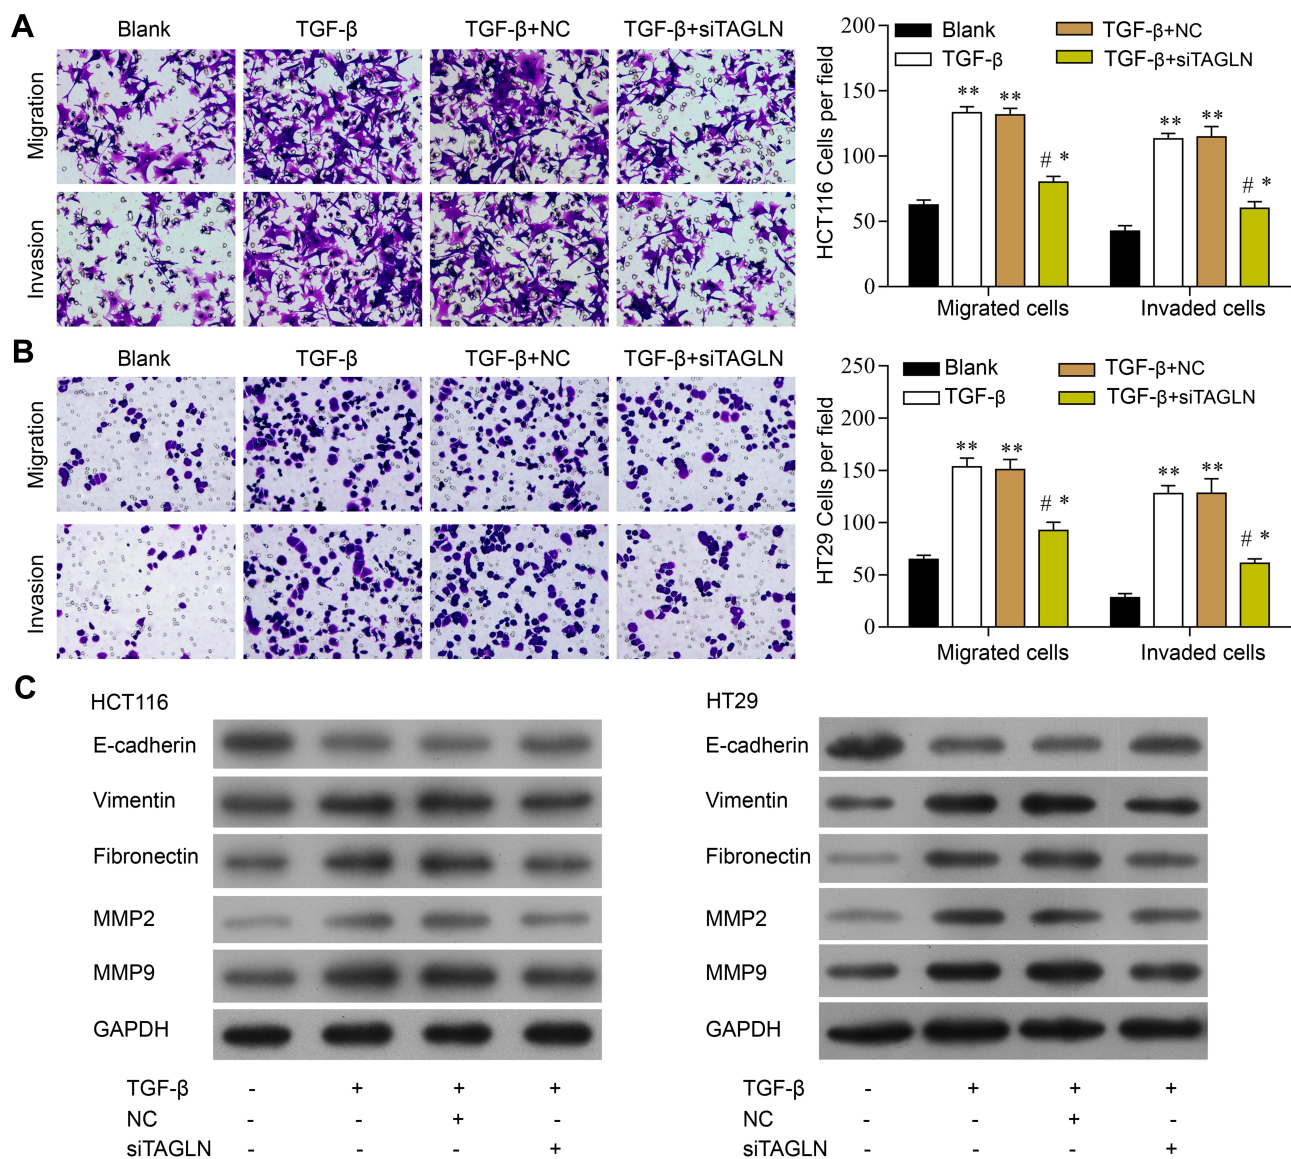 A
Blank TGF-β TGF-β+NC TGF-β+siTAGLN
Migration
Invasion
HCT116 Cells per field
200
150
100
50
0
Blank TGF-β+NC
TGF-β TGF-β+siTAGLN
** ** # *
** ** # *
Migrated cells Invaded cells
B
Blank TGF-β TGF-β+NC TGF-β+siTAGLN
Migration
Invasion
HT29 Cells per field
250
200
150
100
50
0
Blank TGF-β+NC
TGF-β TGF-β+siTAGLN
** ** # *
** ** # *
Migrated cells Invaded cells
C
HCT116
E-cadherin
Vimentin
Fibronectin
MMP2
MMP9
GAPDH
TGF-β - + + +
NC - - + -
siTAGLN - - - +
HT29
E-cadherin
Vimentin
Fibronectin
MMP2
MMP9
GAPDH
TGF-β - + + +
NC - - + -
siTAGLN - - - +